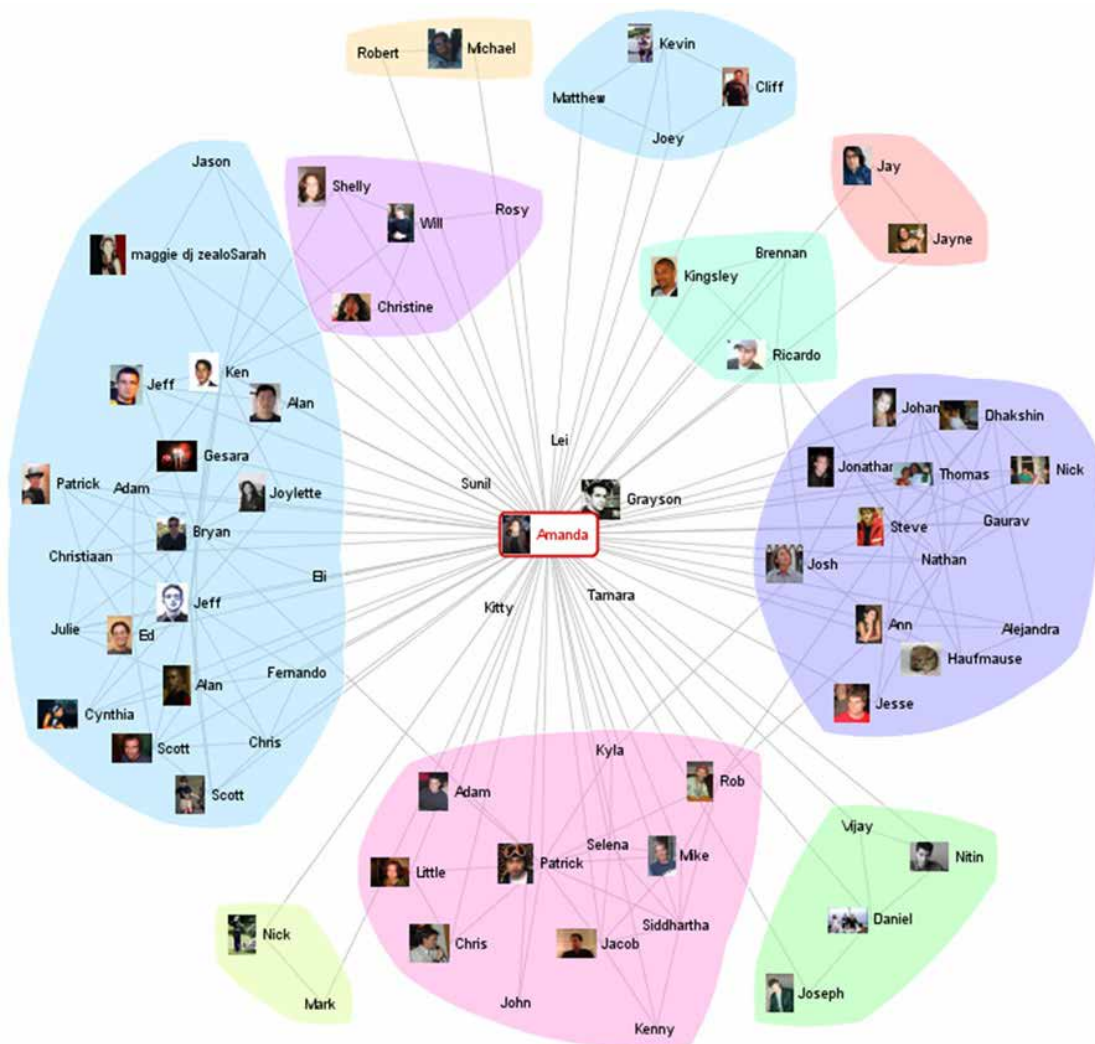 Robert
Michael
Kevin
Cliff
Matthew
Joey
Jason
Shelly
Will
Rosy
Jay
Jayne
maggie dj zealoSarah
Christine
Brennan
Kingsley
Ricardo
Jeff
Ken
Alan
Gesara
Patrick
Adam
Joylette
Bryan
Christiaan
Eli
Jeff
Julie
Ed
Fernando
Alan
Cynthia
Scott
Chris
Scott
Lei
Sunil
Grayson
Amanda
Kitty
Tamara
Johan
Dhakshin
Jonathan
Thomas
Nick
Steve
Gaurav
Josh
Nathan
Ann
Alejandra
Haufmause
Jesse
Kyla
Adam
Rob
Selena
Little
Patrick
Mike
Siddhartha
Chris
Jacob
John
Kenny
Vijay
Nitin
Daniel
Joseph
Nick
Mark